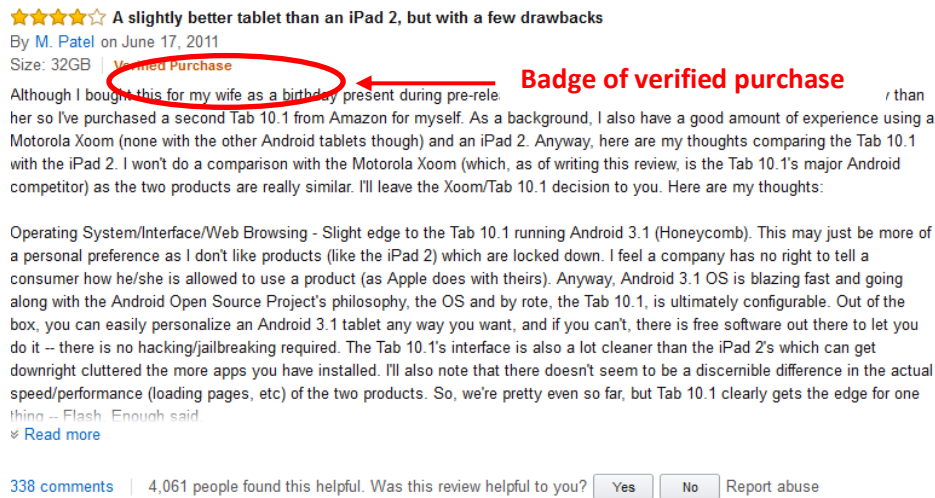 A slightly better tablet than an iPad 2, but with a few drawbacks
By M. Patel on June 17, 2011
Size: 32GB | Verified Purchase
Badge of verified purchase
Although I bought this for my wife as a birthday present during pre-rele than
her so I've purchased a second Tab 10.1 from Amazon for myself. As a background, I also have a good amount of experience using a
Motorola Xoom (none with the other Android tablets though) and an iPad 2. Anyway, here are my thoughts comparing the Tab 10.1
with the iPad 2. I won't do a comparison with the Motorola Xoom (which, as of writing this review, is the Tab 10.1's major Android
competitor) as the two products are really similar. I'll leave the Xoom/Tab 10.1 decision to you. Here are my thoughts:
Operating System/Interface/Web Browsing - Slight edge to the Tab 10.1 running Android 3.1 (Honeycomb). This may just be more of
a personal preference as I don't like products (like the iPad 2) which are locked down. I feel a company has no right to tell a
consumer how he/she is allowed to use a product (as Apple does with theirs). Anyway, Android 3.1 OS is blazing fast and going
along with the Android Open Source Project's philosophy, the OS and by rote, the Tab 10.1, is ultimately configurable. Out of the
box, you can easily personalize an Android 3.1 tablet any way you want, and if you can't, there is free software out there to let you
do it -- there is no hacking/jailbreaking required. The Tab 10.1's interface is also a lot cleaner than the iPad 2's which can get
downright cluttered the more apps you have installed. I'll also note that there doesn't seem to be a discernible difference in the actual
speed/performance (loading pages, etc) of the two products. So, we're pretty even so far, but Tab 10.1 clearly gets the edge for one
thing -- Flash. Enough said.
Read more
338 comments | 4,061 people found this helpful. Was this review helpful to you? Yes No Report abuse